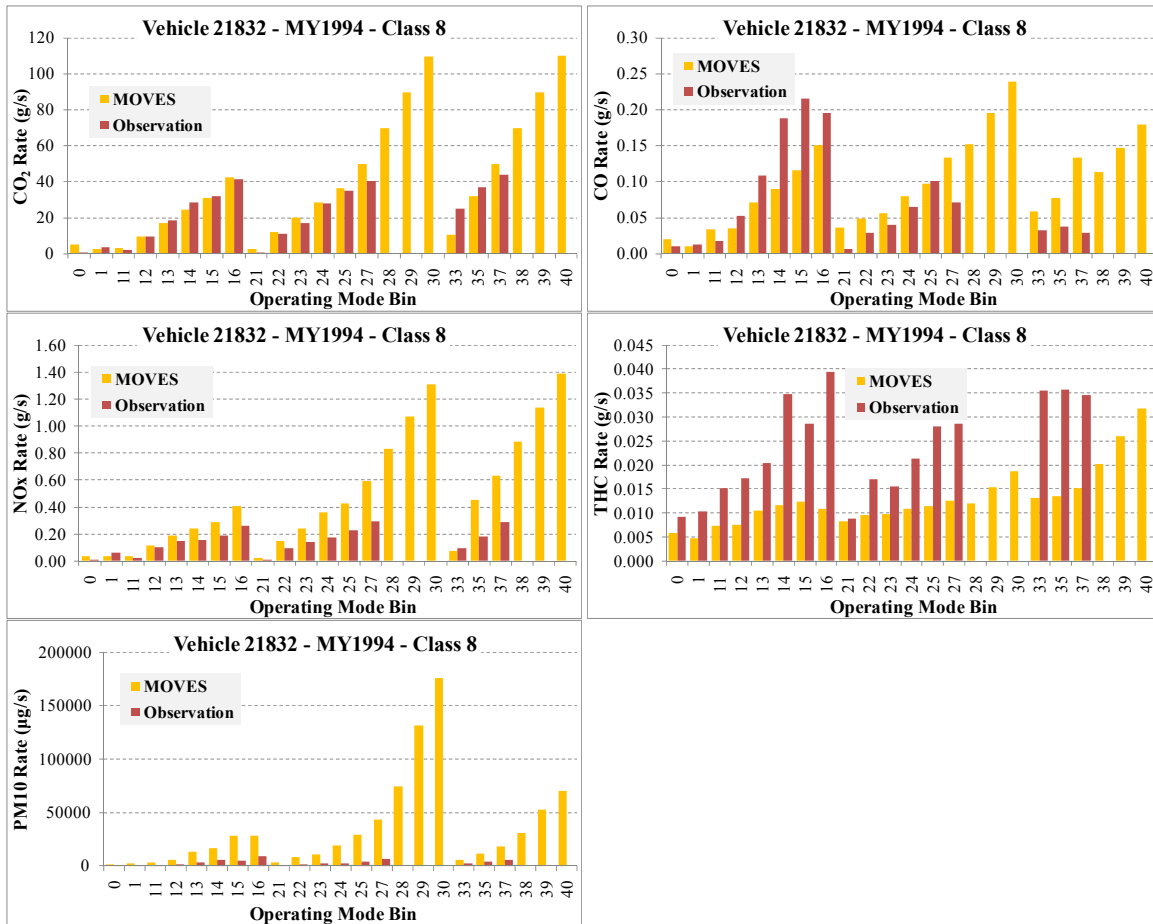 Vehicle 21832 - MY1994 - Class 8
CO₂ Rate (g/s)
120
100
80
60
40
20
0
MOVES
Observation
0 1 11 12 13 14 15 16 21 22 23 24 25 27 28 29 30 33 35 37 38 39 40
Operating Mode Bin
Vehicle 21832 - MY1994 - Class 8
CO Rate (g/s)
0.30
0.25
0.20
0.15
0.10
0.05
0.00
MOVES
Observation
0 1 11 12 13 14 15 16 21 22 23 24 25 27 28 29 30 33 35 37 38 39 40
Operating Mode Bin
Vehicle 21832 - MY1994 - Class 8
NOx Rate (g/s)
1.60
1.40
1.20
1.00
0.80
0.60
0.40
0.20
0.00
MOVES
Observation
0 1 11 12 13 14 15 16 21 22 23 24 25 27 28 29 30 33 35 37 38 39 40
Operating Mode Bin
Vehicle 21832 - MY1994 - Class 8
THC Rate (g/s)
0.045
0.040
0.035
0.030
0.025
0.020
0.015
0.010
0.005
0.000
MOVES
Observation
0 1 11 12 13 14 15 16 21 22 23 24 25 27 28 29 30 33 35 37 38 39 40
Operating Mode Bin
Vehicle 21832 - MY1994 - Class 8
PM10 Rate (µg/s)
200000
150000
100000
50000
0
MOVES
Observation
0 1 11 12 13 14 15 16 21 22 23 24 25 27 28 29 30 33 35 37 38 39 40
Operating Mode Bin